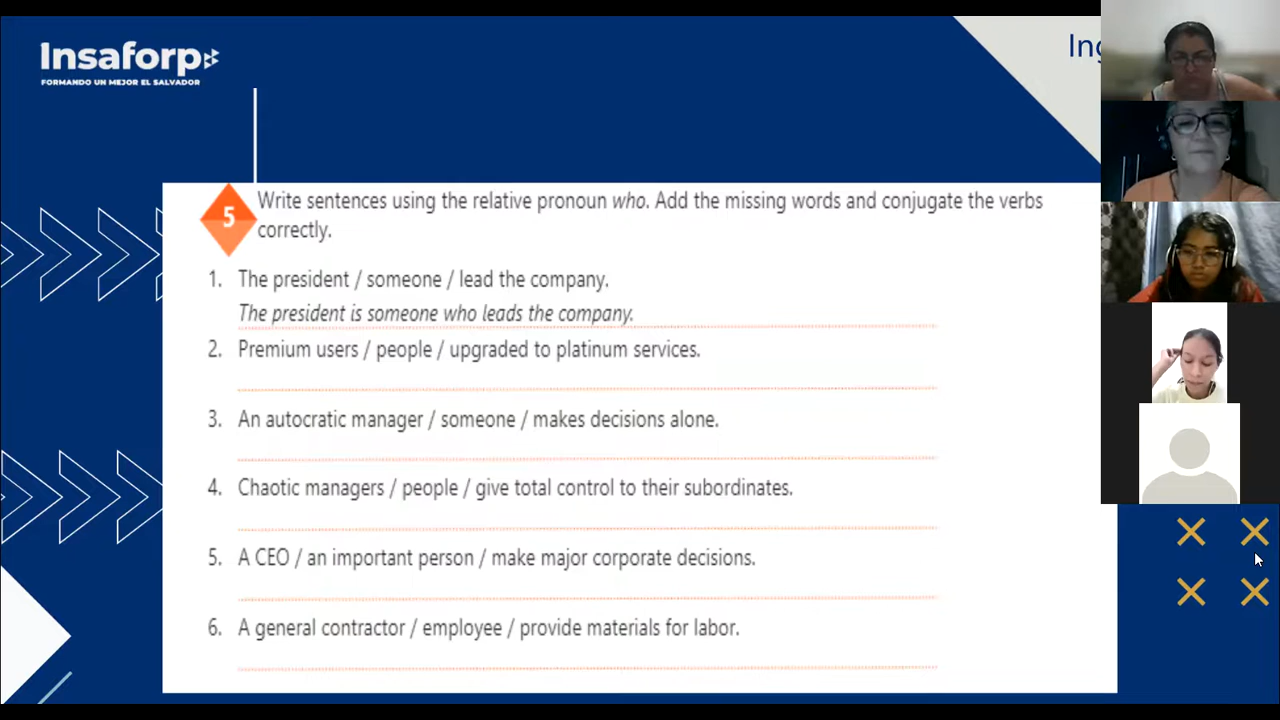 Insaforp
FORMANDO UN MEJOR EL SALVADOR
5
Write sentences using the relative pronoun who. Add the missing words and conjugate the verbs
correctly.
1. The president / someone / lead the company.
The president is someone who leads the company.
2. Premium users / people / upgraded to platinum services.
3. An autocratic manager / someone / makes decisions alone.
4. Chaotic managers / people / give total control to their subordinates.
5. A CEO / an important person / make major corporate decisions.
6. A general contractor / employee / provide materials for labor.